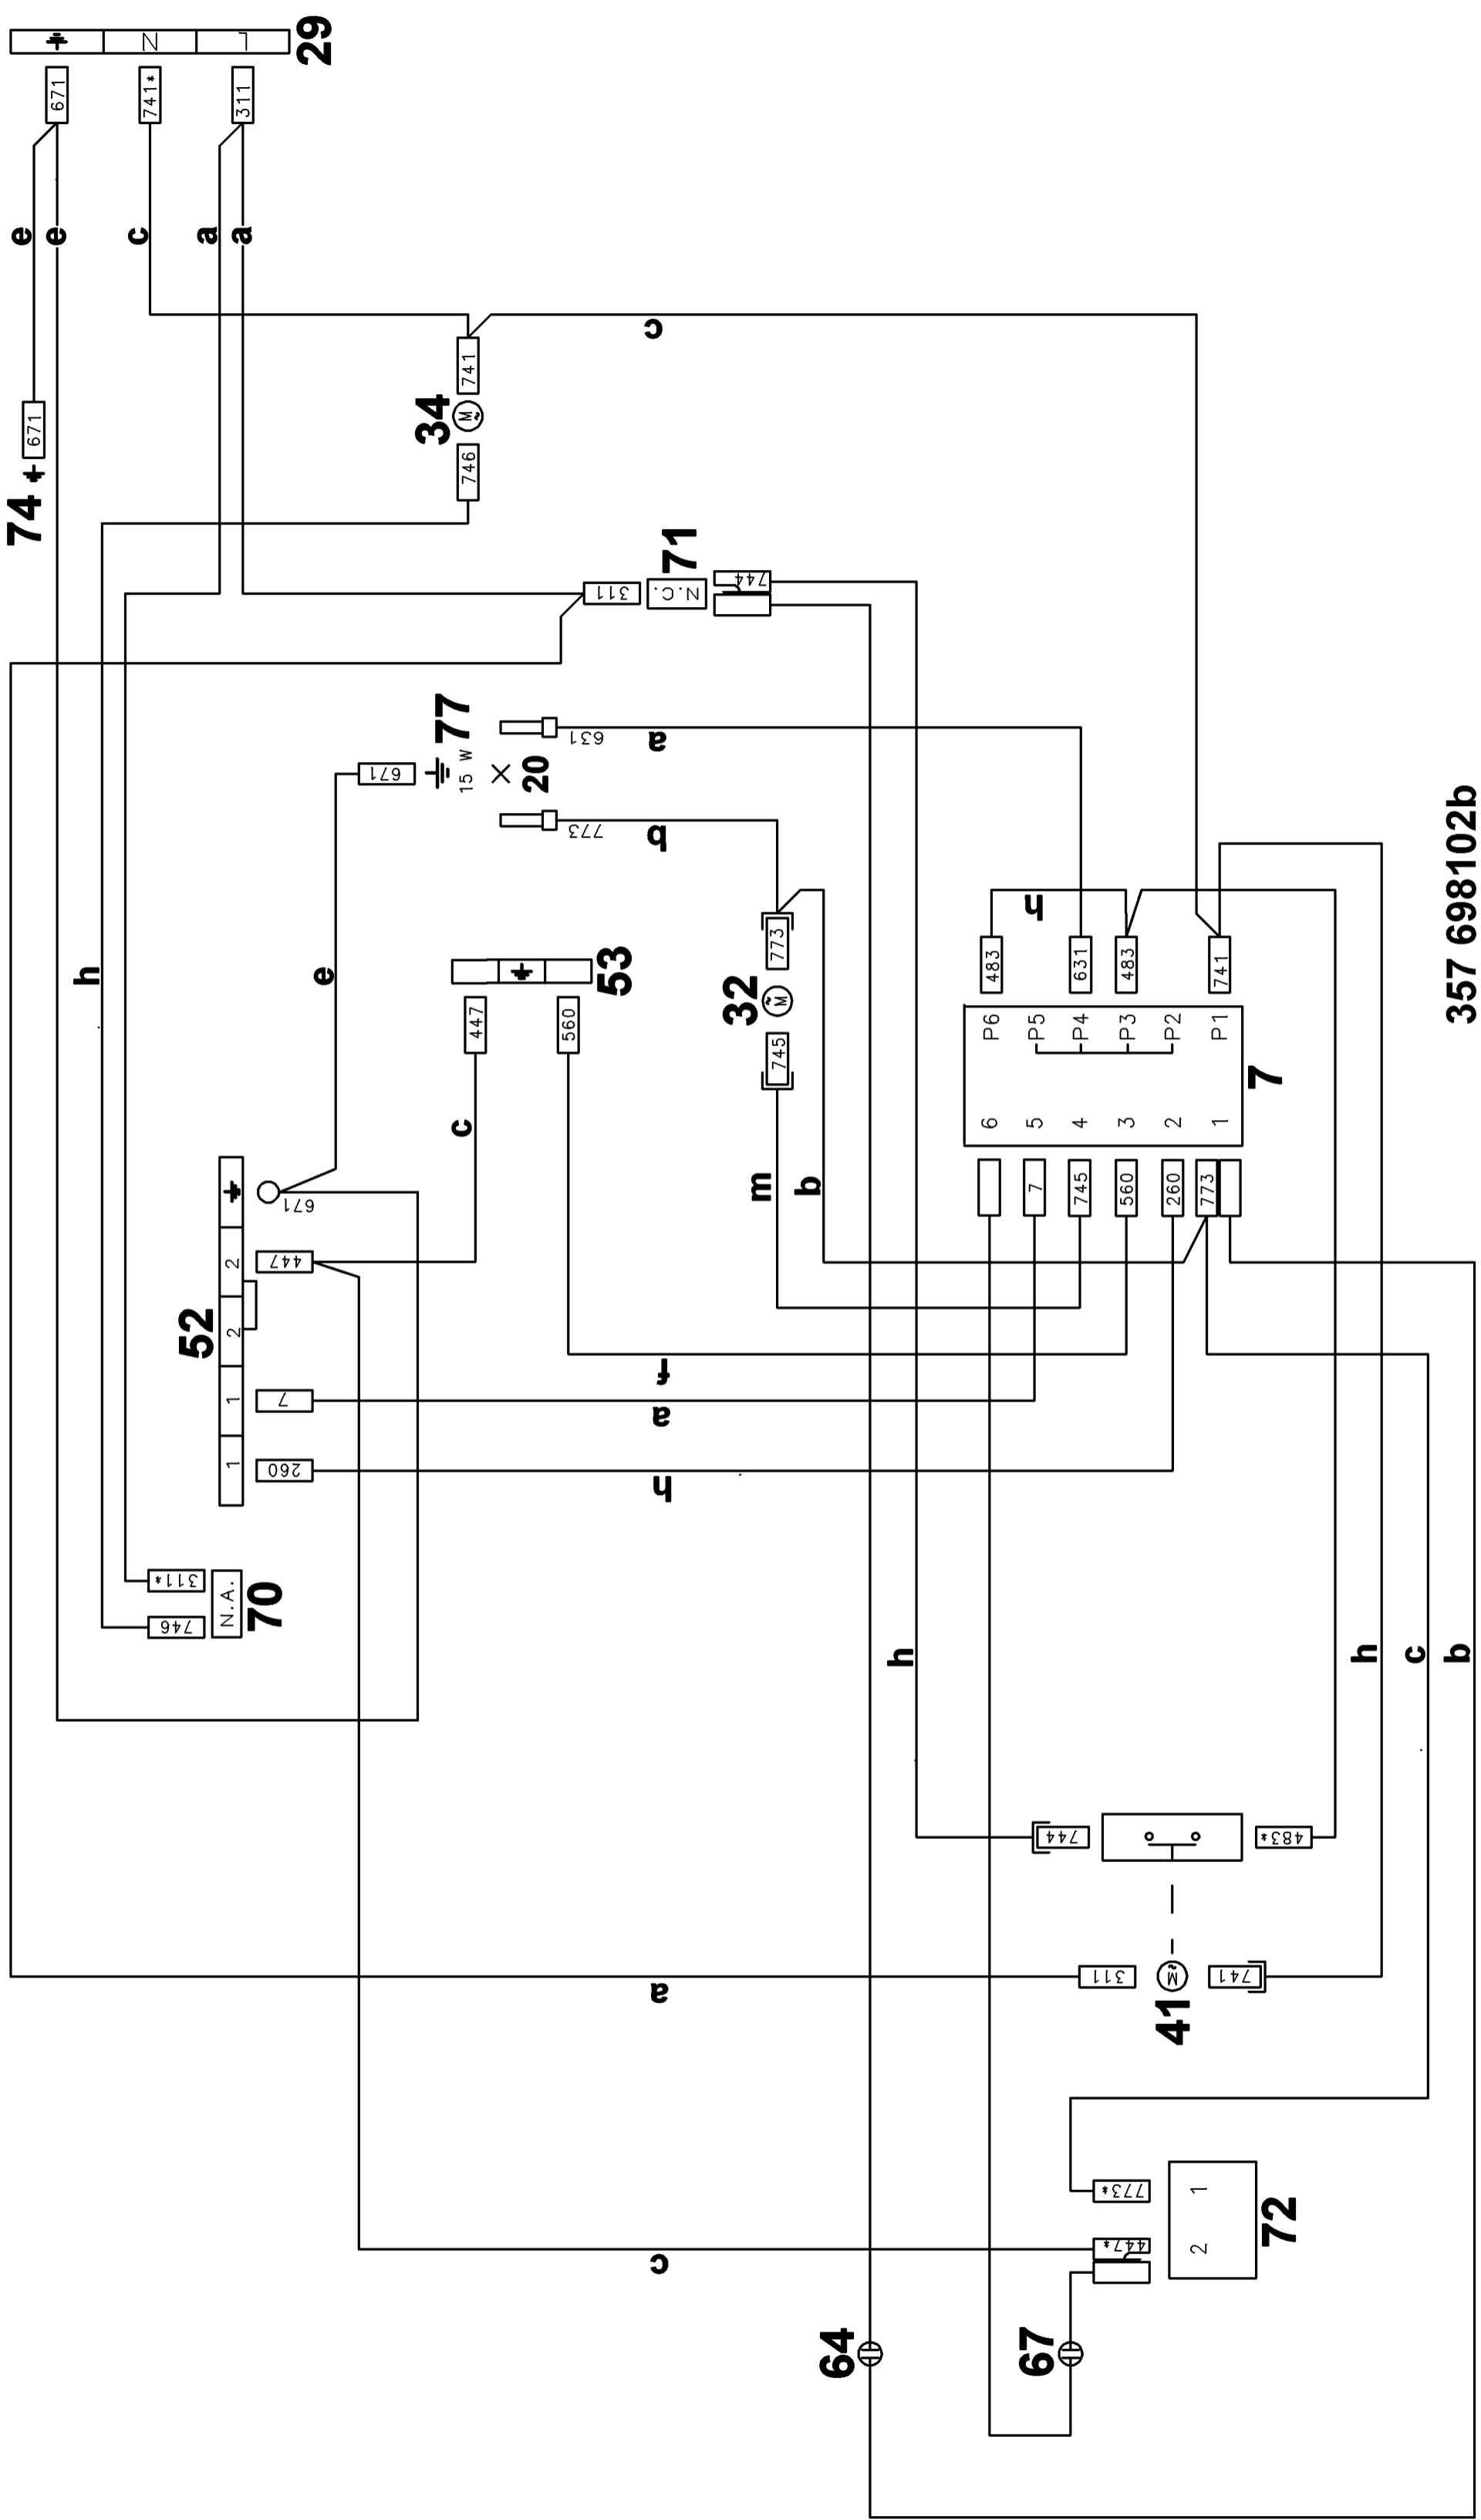 29
L
N
311
741*
671
e
e
c
a
a
c
34
741
M
746
74
671
71
311
N.C.
744
77
671
15 W
20
631
a
773
b
h
e
53
447
560
c
32
773
M
745
m
b
h
483
631
483
741
P6
P5
P4
P3
P2
P1
7
6
5
4
3
2
1
7
745
560
260
773
52
671
2
447
2
1
7
1
260
f
a
h
311*
746
N.A.
70
h
h
c
b
744
483*
a
311
M
741
41
773*
447*
1
2
72
c
64
67
357 698102b